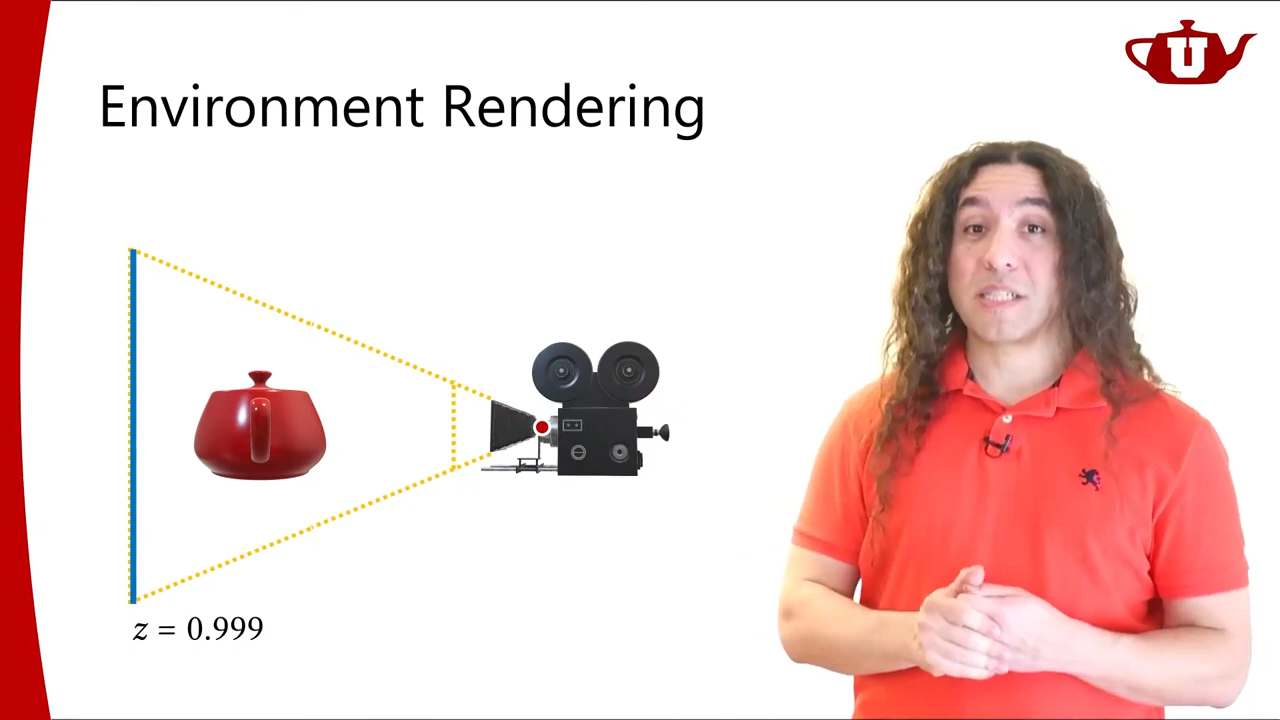 U
Environment Rendering
z = 0.999